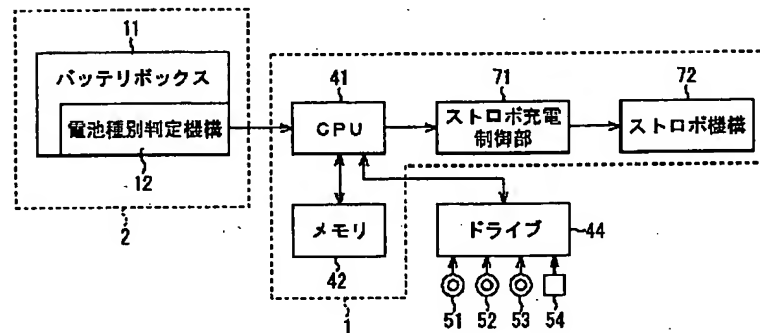 11
バッテリボックス
電池種別判定機構
12
2
41
CPU
71
ストロボ充電
制御部
72
ストロボ機構
メモリ
42
1
ドライブ
44
51
52
53
54